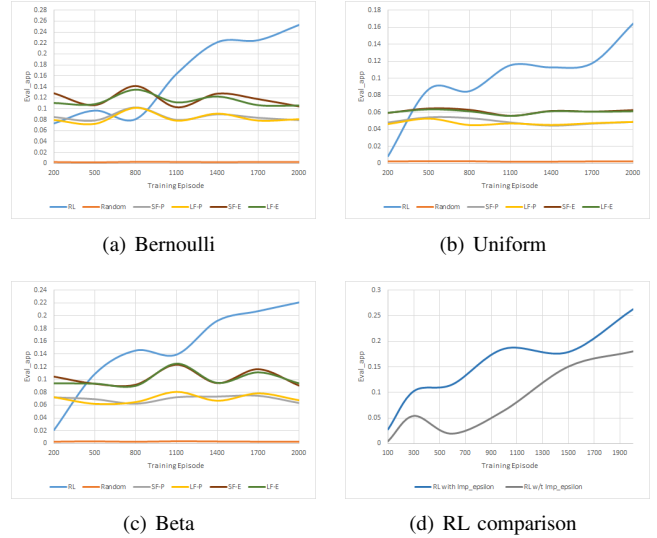 0.28
0.26
0.24
0.22
0.2
0.18
0.16
0.14
0.12
0.1
0.08
0.06
0.04
0.02
0
Eval_app
200 500 800 1100 1400 1700 2000
Training Episode
RL Random SF-P LF-P SF-E LF-E
(a) Bernoulli
0.18
0.16
0.14
0.12
0.1
0.08
0.06
0.04
0.02
0
Eval_app
200 500 800 1100 1400 1700 2000
Training Episode
RL Random SF-P LF-P SF-E LF-E
(b) Uniform
0.24
0.22
0.2
0.18
0.16
0.14
0.12
0.1
0.08
0.06
0.04
0.02
0
Eval_app
200 500 800 1100 1400 1700 2000
Training Episode
RL Random SF-P LF-P SF-E LF-E
(c) Beta
0.3
0.25
0.2
0.15
0.1
0.05
0
Eval_app
100 300 500 700 900 1100 1300 1500 1700 1900
Training Episode
RL with Imp_epsilon RL w/t Imp_epsilon
(d) RL comparison